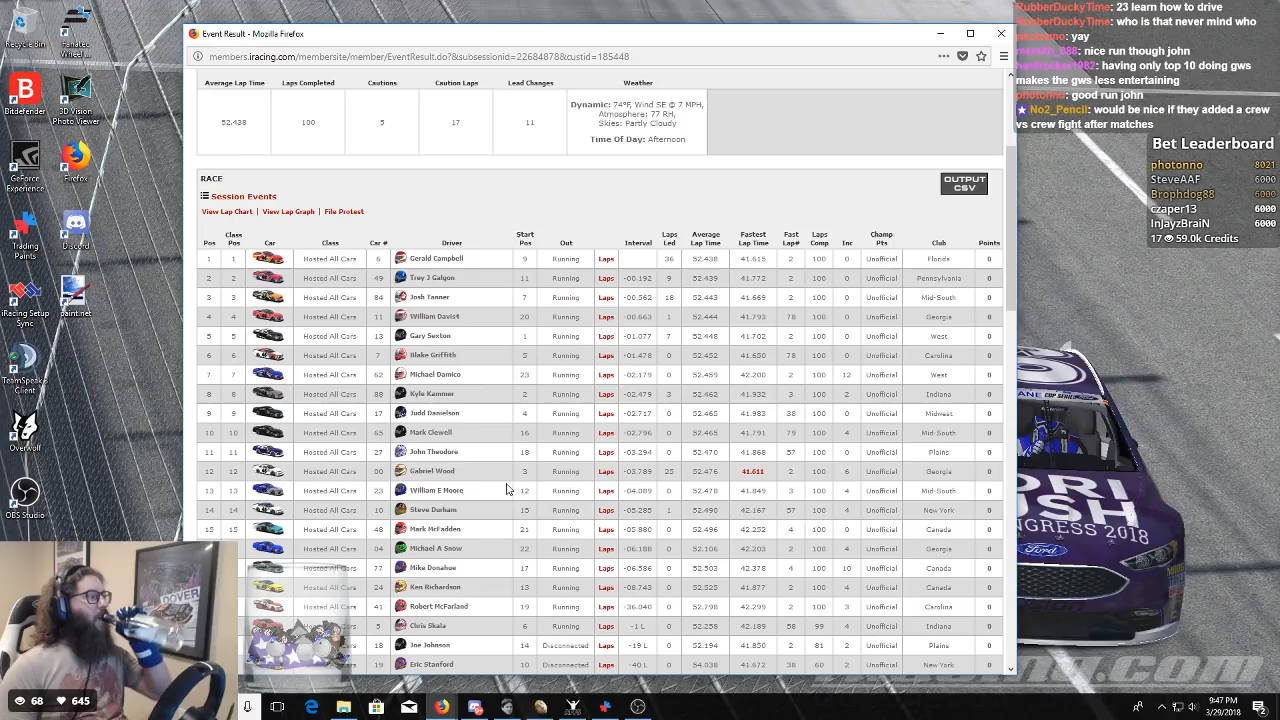 Recycle Bin
Fanatec Wheel
Bitdefender
3D Vision Photo Viewer
GeForce Experience
Firefox
Trading Paints
Discord
iRacing Setup Sync
paint.net
TeamSpeak 3 Client
Overwolf
OBS Studio
Event Result - Mozilla Firefox
members.iracing.com/membersite/member/EventResult.do?&subsessionid=22684878&custid=185448
Average Lap Time Laps Comp Cautions Caution Laps Lead Changes Weather
52.438 100 5 17 11
Dynamic: 74°F, Wind SE @ 7 MPH,
Atmosphere: 77 RH,
Skies: Partly Cloudy
Time Of Day: Afternoon
RACE
OUTPUT CSV
Session Events
View Lap Chart | View Lap Graph | File Protest
Pos Class Pos Car Class Car # Driver Start Pos Out Interval Laps Led Average Lap Time Fastest Lap Time Fast Lap# Laps Comp Inc Champ Pts Club Points
1 1 Hosted All Cars 6 Gerald Campbell 9 Running Laps 36 52.438 41.615 2 100 0 Unofficial Florida 0
2 2 Hosted All Cars 49 Trey J Galgon 11 Running Laps -00.192 9 52.439 41.772 2 100 0 Unofficial Pennsylvania 0
3 3 Hosted All Cars 84 Josh Tanner 7 Running Laps -00.562 18 52.443 41.669 2 100 0 Unofficial Mid-South 0
4 4 Hosted All Cars 11 William Davis4 20 Running Laps -00.663 1 52.444 41.793 78 100 0 Unofficial Georgia 0
5 5 Hosted All Cars 13 Gary Sexton 1 Running Laps -01.077 7 52.448 41.702 2 100 0 Unofficial West 0
6 6 Hosted All Cars 7 Blake Griffith 5 Running Laps -01.478 0 52.452 41.650 78 100 0 Unofficial Carolina 0
7 7 Hosted All Cars 62 Michael Damico 23 Running Laps -02.179 0 52.459 42.200 2 100 12 Unofficial West 0
8 8 Hosted All Cars 88 Kyle Kammer 2 Running Laps -02.479 3 52.462 41.932 3 100 2 Unofficial Indiana 0
9 9 Hosted All Cars 17 Judd Danielson 4 Running Laps -02.717 0 52.465 41.983 38 100 0 Unofficial Midwest 0
10 10 Hosted All Cars 65 Mark Clewell 16 Running Laps -02.796 0 52.465 41.791 79 100 4 Unofficial Mid-South 0
11 11 Hosted All Cars 27 John Theodore 18 Running Laps -03.294 0 52.470 41.868 57 100 0 Unofficial Plains 0
12 12 Hosted All Cars 00 Gabriel Wood 3 Running Laps -03.789 25 52.476 41.611 2 100 6 Unofficial Georgia 0
13 13 Hosted All Cars 23 William E Moore 12 Running Laps -04.089 0 52.478 41.849 3 100 4 Unofficial Mid-South 0
14 14 Hosted All Cars 10 Steve Durham 15 Running Laps -05.285 1 52.490 42.167 57 100 4 Unofficial New York 0
15 15 Hosted All Cars 48 Mark McFadden 21 Running Laps -05.880 0 52.496 42.252 4 100 0 Unofficial Canada 0
Hosted All Cars 04 Michael A Snow 22 Running Laps -06.188 0 52.106 42.203 2 100 4 Unofficial Georgia 0
Hosted All Cars 77 Mike Donahue 17 Running Laps -06.586 0 52.503 42.378 4 100 10 Unofficial Canada 0
Hosted All Cars 24 Ken Richardson 13 Running Laps -08.743 0 52.525 41.877 2 100 4 Unofficial Canada 0
Hosted All Cars 41 Robert McFarland 19 Running Laps -36.040 0 52.798 42.299 2 100 3 Unofficial Carolina 0
Hosted All Cars 5 Chris Skala 6 Running Laps -1 L 0 52.258 42.189 58 99 4 Unofficial Indiana 0
Hosted All Cars 18 Joe Johnson 14 Disconnected Laps -19 L 0 52.194 41.850 2 81 2 Unofficial Plains 0
Hosted All Cars 19 Eric Stanford 10 Disconnected Laps -40 L 0 54.038 41.672 38 60 2 Unofficial New York 0
RubberDuckyTime: 23 learn how to drive
RubberDuckyTime: who is that never mind who
photonno: yay
nice run though john
having only top 10 doing gws
makes the gws less entertaining
photonno: good run john
No2_Pencil: would be nice if they added a crew
vs crew fight after matches
Bet Leaderboard
photonno 8021
SteveAAF 6000
Brophdog88 6000
czaper13 6000
InJayzBraiN 6000
17 59.0k Credits
CUP SERIES
ORI
USH
CONGRESS 2018
Ford
DOVER
68 645
9:47 PM
3/29/2018